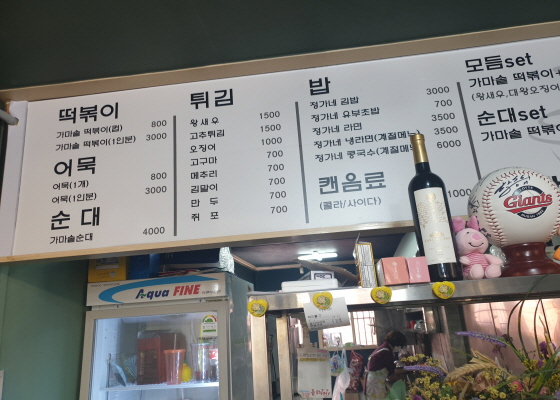 떡볶이
가마솥 떡볶이(컵) 800
가마솥 떡볶이(1인분) 3000
어묵
어묵(1개) 800
어묵(1인분) 3000
순대
가마솥순대 4000
튀김
왕새우 1500
고추튀김 1500
오징어 1000
고구마 700
메추리 700
김말이 700
만두 700
쥐포 700
밥
정가네 김밥 3000
정가네 유부초밥 700
정가네 라면 3500
정가네 냉라면(계절메뉴) 3500
정가네 콩국수(계절메뉴) 6000
캔음료
(콜라/사이다) 1000
모듬set
가마솥 떡볶이
(왕새우,대왕오징어
순대set
가마솥 떡볶
Giants
Aqua FINE